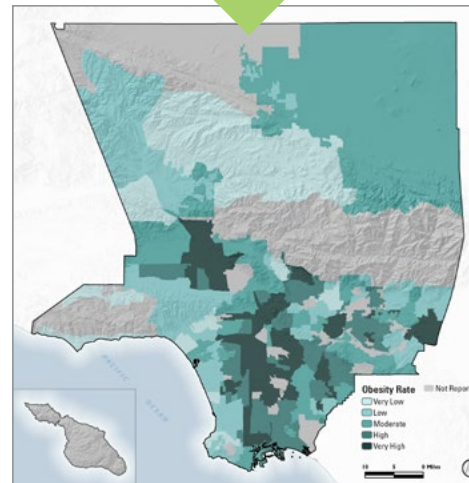 PACIFIC OCEAN
Obesity Rate
Very Low
Low
Moderate
High
Very High
Not Repor
10 5 0 Miles